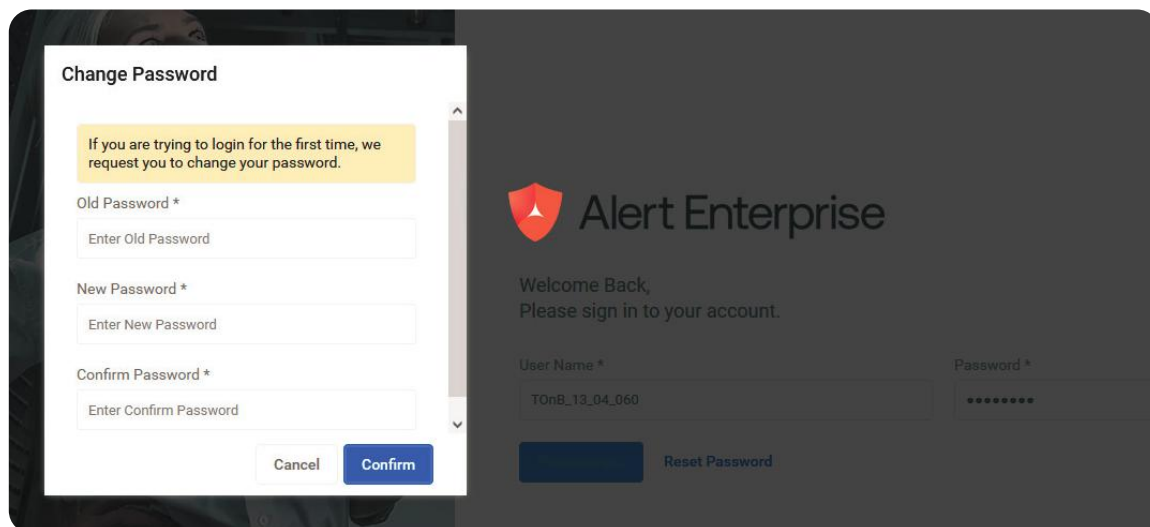 Change Password
If you are trying to login for the first time, we
request you to change your password.
Old Password *
Enter Old Password
New Password *
Enter New Password
Confirm Password *
Enter Confirm Password
Cancel
Confirm
Alert Enterprise
Welcome Back,
Please sign in to your account.
User Name *
Password *
TOnB_13_04_060
Reset Password